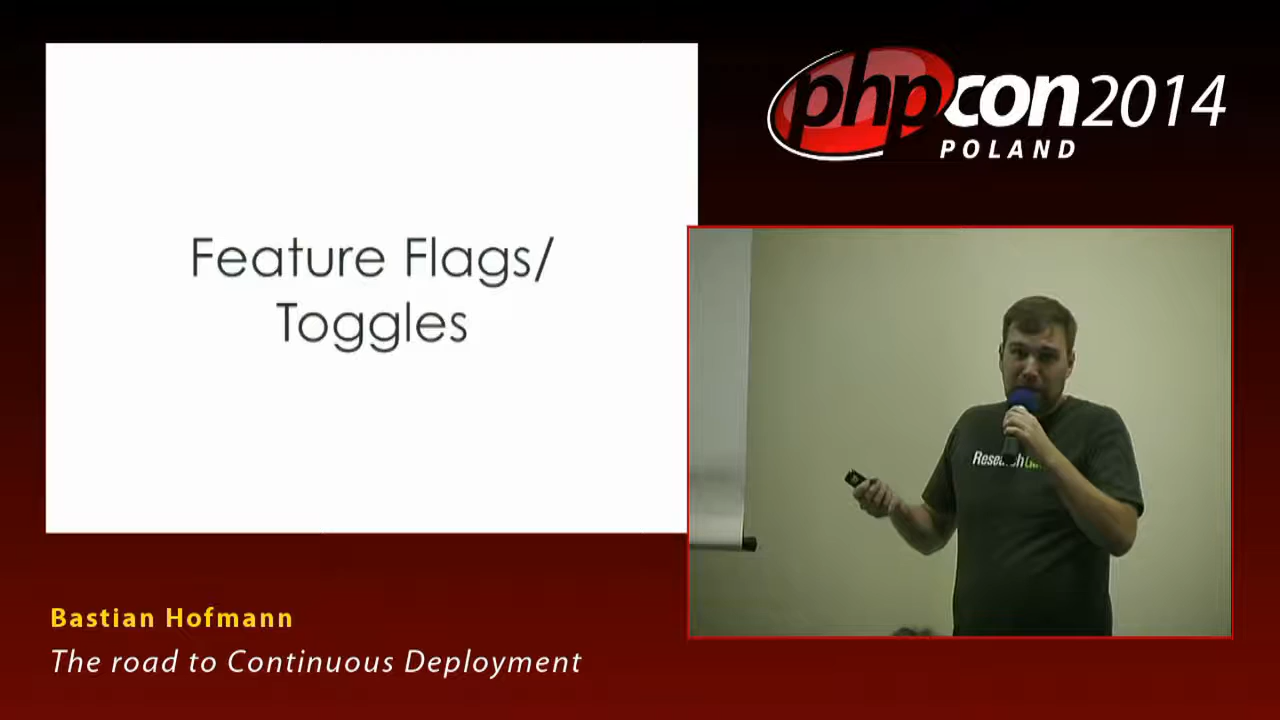 Feature Flags/
Toggles
phpcon2014
POLAND
Bastian Hofmann
The road to Continuous Deployment